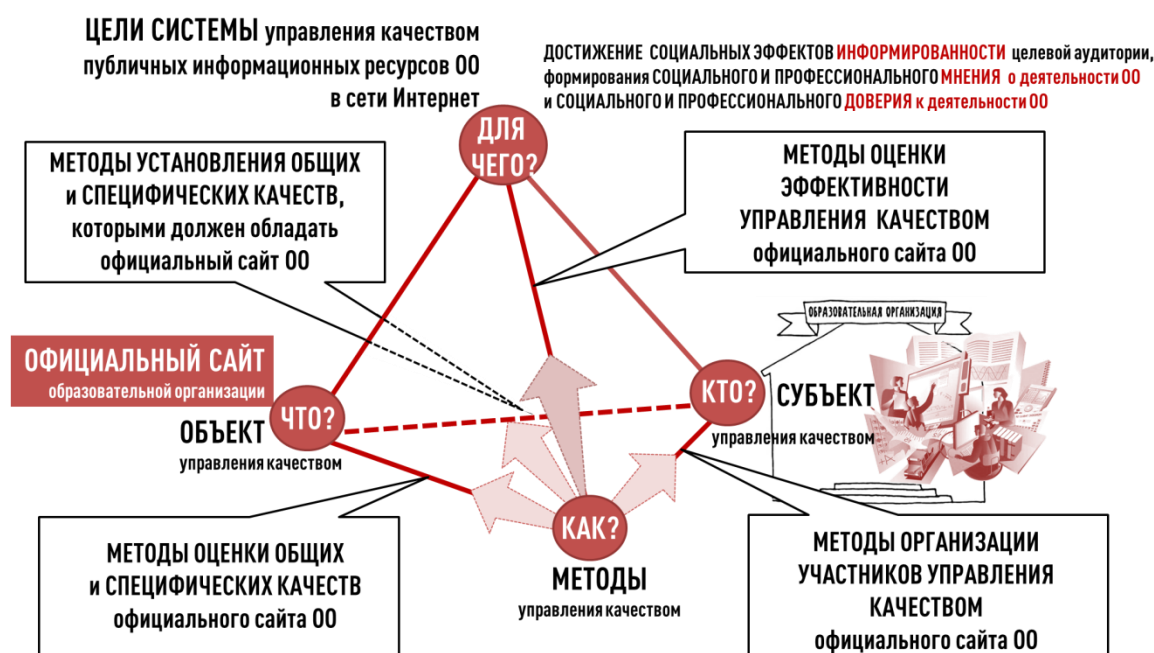 ЦЕЛИ СИСТЕМЫ управления качеством
публичных информационных ресурсов ОО
в сети Интернет
ДОСТИЖЕНИЕ СОЦИАЛЬНЫХ ЭФФЕКТОВ ИНФОРМИРОВАННОСТИ целевой аудитории,
формирования СОЦИАЛЬНОГО И ПРОФЕССИОНАЛЬНОГО МНЕНИЯ о деятельности ОО
и СОЦИАЛЬНОГО И ПРОФЕССИОНАЛЬНОГО ДОВЕРИЯ к деятельности ОО
ДЛЯ
ЧЕГО?
МЕТОДЫ УСТАНОВЛЕНИЯ ОБЩИХ
и СПЕЦИФИЧЕСКИХ КАЧЕСТВ,
которыми должен обладать
официальный сайт ОО
МЕТОДЫ ОЦЕНКИ
ЭФФЕКТИВНОСТИ
УПРАВЛЕНИЯ КАЧЕСТВОМ
официального сайта ОО
ОБРАЗОВАТЕЛЬНАЯ ОРГАНИЗАЦИЯ
ОФИЦИАЛЬНЫЙ САЙТ
образовательной организации
ЧТО?
ОБЪЕКТ
управления качеством
КТО?
СУБЪЕКТ
управления качеством
КАК?
МЕТОДЫ
управления качеством
МЕТОДЫ ОЦЕНКИ ОБЩИХ
и СПЕЦИФИЧЕСКИХ КАЧЕСТВ
официального сайта ОО
МЕТОДЫ ОРГАНИЗАЦИИ
УЧАСТНИКОВ УПРАВЛЕНИЯ
КАЧЕСТВОМ
официального сайта ОО